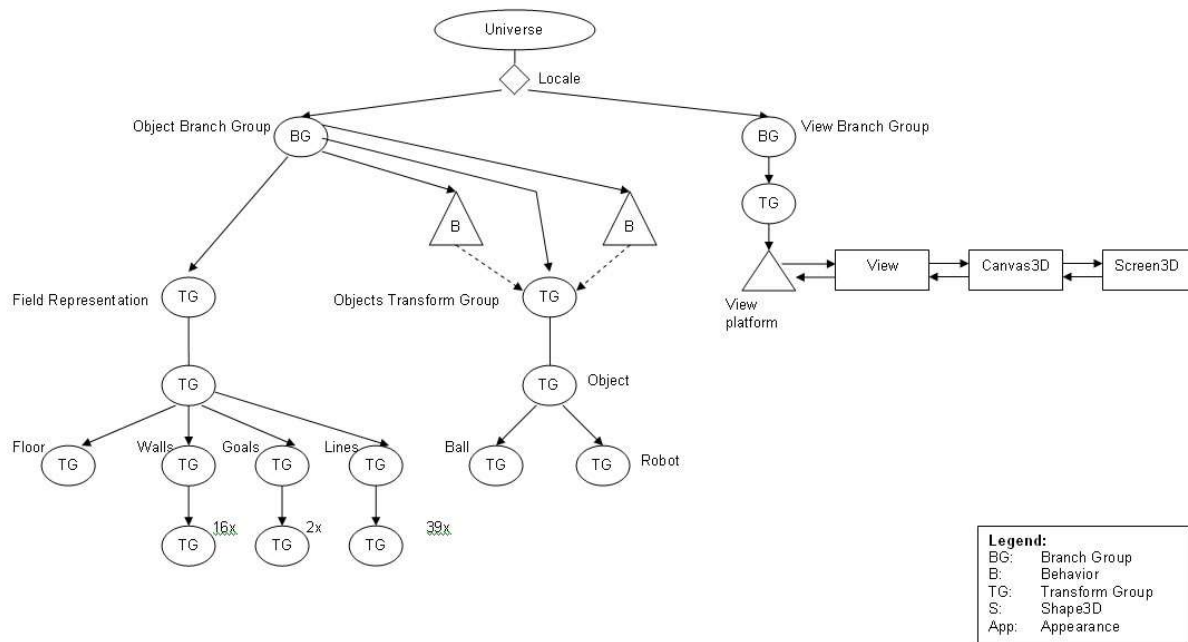 Universe
Locale
Object Branch Group
BG
BG
View Branch Group
B
B
TG
View
Canvas3D
Screen3D
View
platform
Field Representation
TG
Objects Transform Group
TG
TG
TG
Object
Floor
Walls
Goals
Lines
Ball
Robot
TG
TG
TG
TG
TG
TG
16x
2x
39x
TG
TG
TG
Legend:
BG: Branch Group
B: Behavior
TG: Transform Group
S: Shape3D
App: Appearance